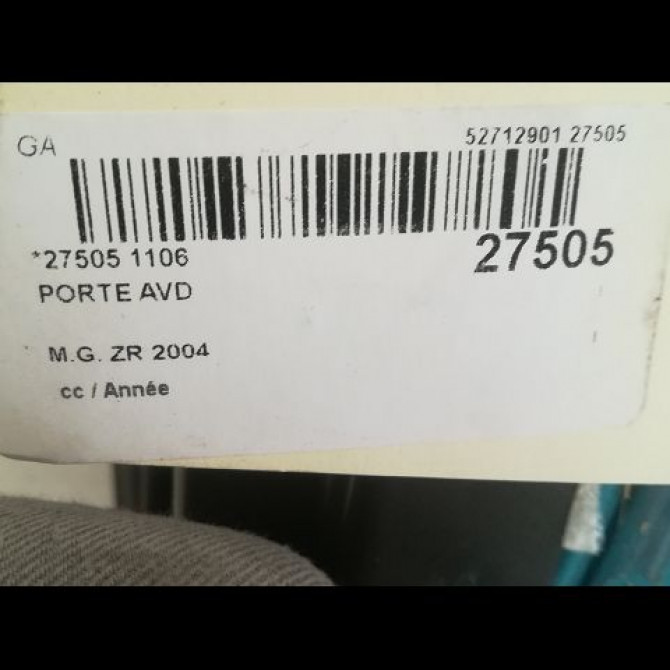 GA
52712901 27505
*27505 1106
27505
PORTE AVD
M.G. ZR 2004
cc / Année